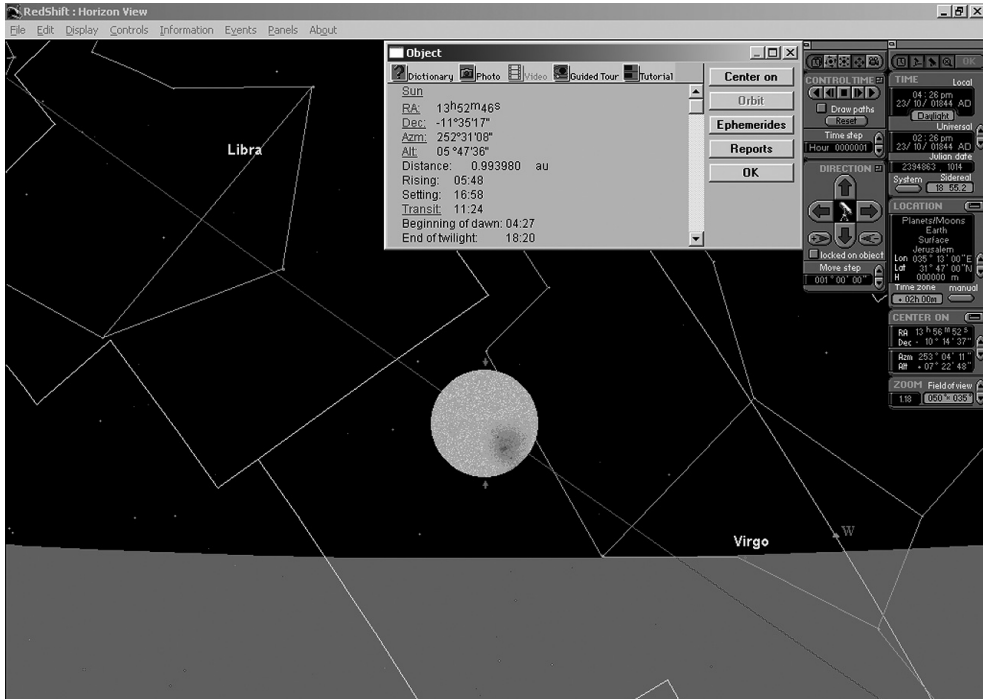 RedShift : Horizon View
File Edit Display Controls Information Events Panels About
Object
Dictionary Photo Video Guided Tour Tutorial
Sun
RA: 13h52m46s
Dec: -11°35'17"
Azm: 252°31'08"
Alt: 05°47'36"
Distance: 0.993980 au
Rising: 05:48
Setting: 16:58
Transit: 11:24
Beginning of dawn: 04:27
End of twilight: 18:20
Center on
Orbit
Ephemerides
Reports
OK
CONTROL TIME
Draw paths
Reset
Time step
Hour 0000001
DIRECTION
locked on object
Move step
001°00'00"
OK
TIME Local
04:26 pm
23/10/01844 AD
Daylight
Universal
02:26 pm
23/10/01844 AD
Julian date
2394863.1014
System Sidereal
18 55.2
LOCATION
Planets/Moons
Earth
Surface
Jerusalem
Lon 035° 13' 00"E
Lat 31° 47' 00"N
H 000000 m
Time zone manual
+ 02h 00m
CENTER ON
RA 13 h 56 m 52 s
Dec - 10° 14' 37"
Azm 253° 04' 11"
Alt + 07° 22' 48"
ZOOM Field of view
1.18 050°× 035°
Libra
Virgo
W